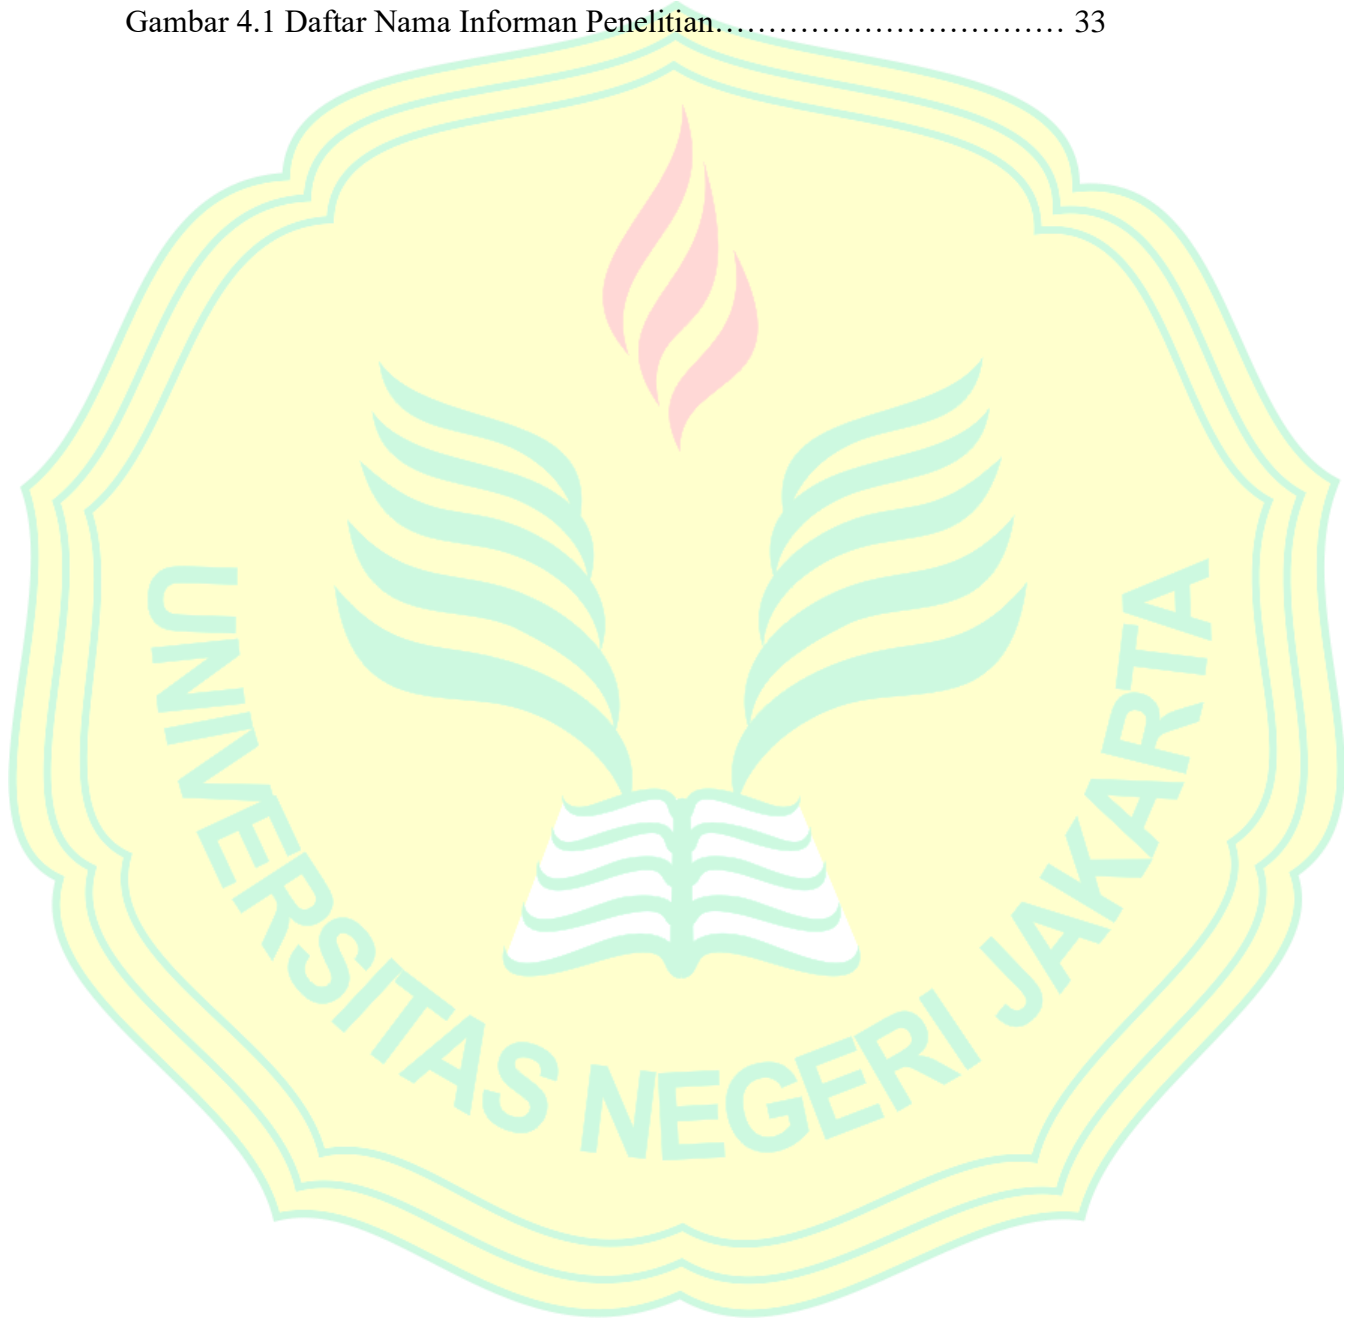 Gambar 4.1 Daftar Nama Informan Penelitian…………………………… 33
UNIVERSITAS NEGERI JAKARTA